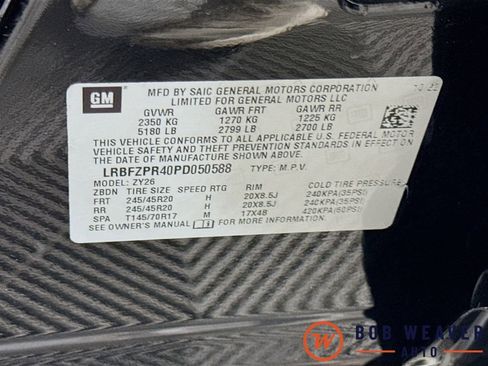 GM
MFD BY SAIC GENERAL MOTORS CORPORATION
LIMITED FOR GENERAL MOTORS LLC
10/22
GVWR GAWR FRT GAWR RR
2350 KG 1270 KG 1225 KG
5180 LB 2799 LB 2700 LB
THIS VEHICLE CONFORMS TO ALL APPLICABLE U.S. FEDERAL MOTOR
VEHICLE SAFETY AND THEFT PREVENTION STANDARDS IN EFFECT ON
THE DATE OF MANUFACTURE SHOWN ABOVE.
LRBFZPR40PD050588 TYPE: M.P.V.
MODEL: ZY26
ZBDN TIRE SIZE SPEED RTG RIM COLD TIRE PRESSURE
FRT 245/45R20 H 20X8.5J 240KPA(35PSI)
RR 245/45R20 H 20X8.5J 240KPA(35PSI)
SPA T145/70R17 M 17X4B 420KPA(60PSI)
SEE OWNER'S MANUAL FOR MORE INFORMATION
BOB WEAVER
AUTO